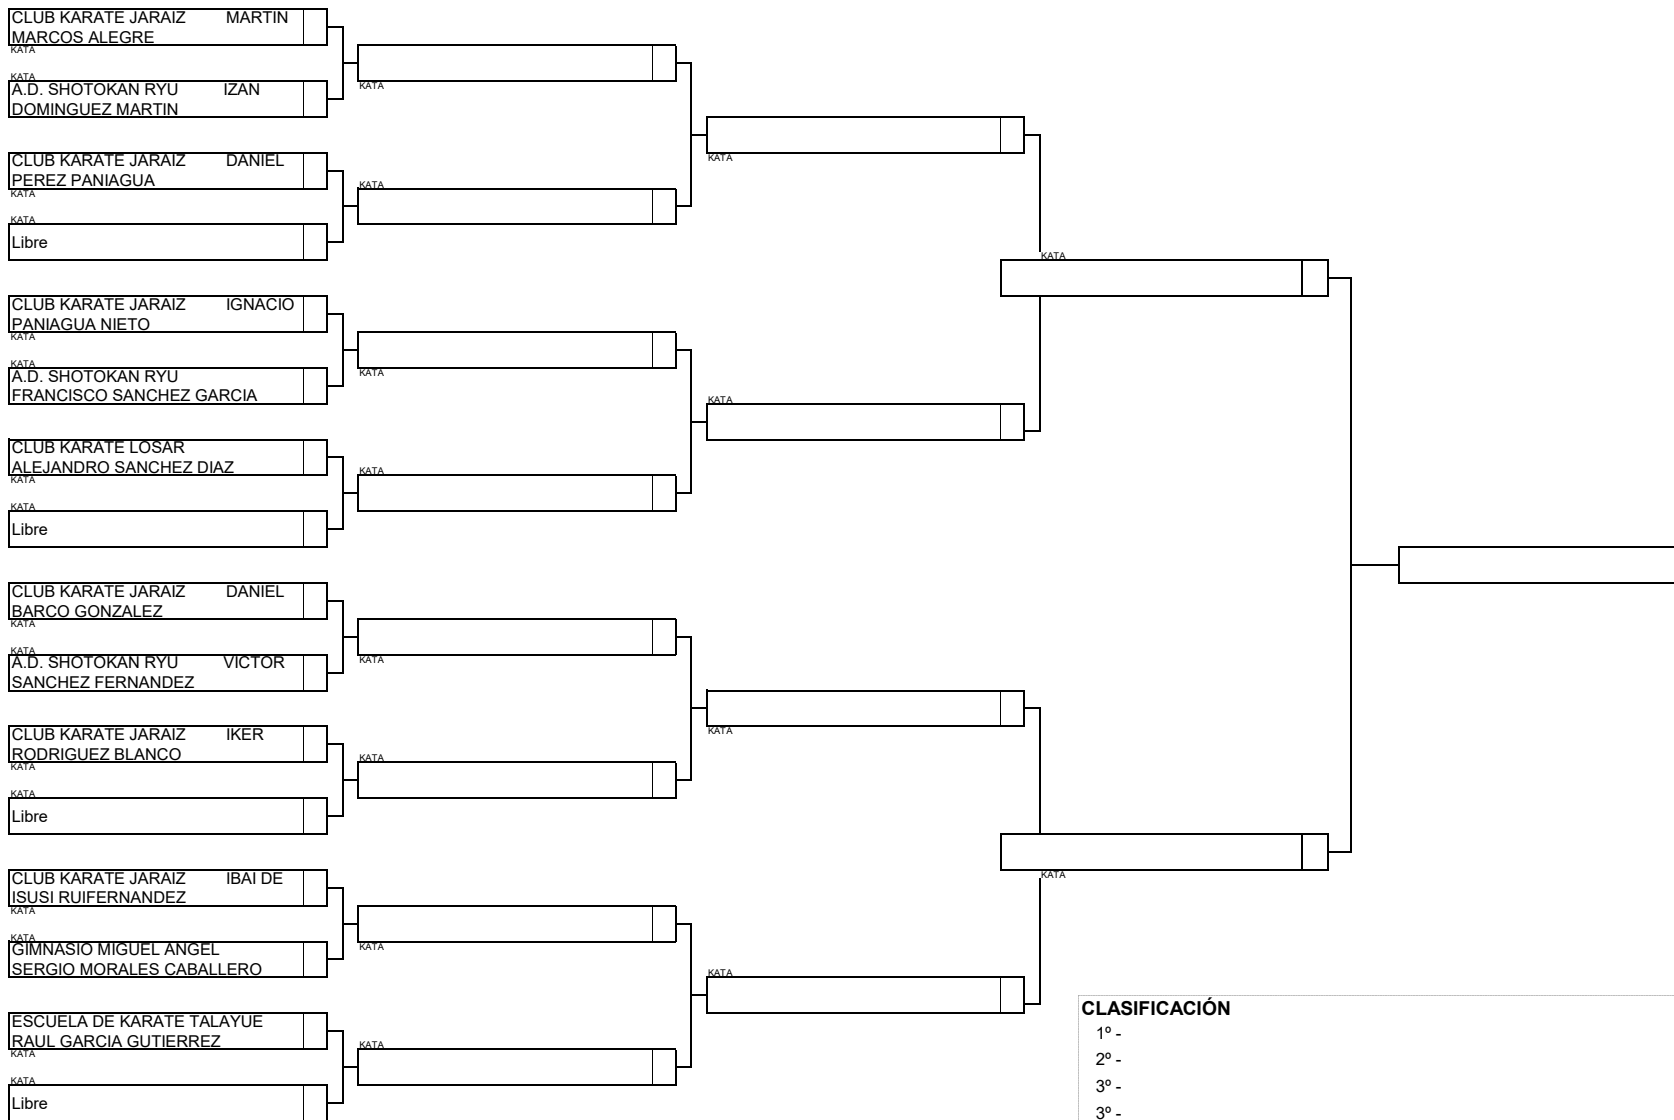 CLUB KARATE JARAIZ MARTIN
MARCOS ALEGRE
KATA
KATA
A.D. SHOTOKAN RYU IZAN
DOMINGUEZ MARTIN
CLUB KARATE JARAIZ DANIEL
PEREZ PANIAGUA
KATA
KATA
Libre
CLUB KARATE JARAIZ IGNACIO
PANIAGUA NIETO
KATA
KATA
A.D. SHOTOKAN RYU
FRANCISCO SANCHEZ GARCIA
CLUB KARATE LOSAR
ALEJANDRO SANCHEZ DIAZ
KATA
KATA
Libre
CLUB KARATE JARAIZ DANIEL
BARCO GONZALEZ
KATA
KATA
A.D. SHOTOKAN RYU VICTOR
SANCHEZ FERNANDEZ
CLUB KARATE JARAIZ IKER
RODRIGUEZ BLANCO
KATA
KATA
Libre
CLUB KARATE JARAIZ IBAI DE
ISUSI RUIFERNANDEZ
KATA
KATA
GIMNASIO MIGUEL ANGEL
SERGIO MORALES CABALLERO
ESCUELA DE KARATE TALAYUE
RAUL GARCIA GUTIERREZ
KATA
KATA
Libre
KATA
KATA
KATA
KATA
KATA
KATA
KATA
KATA
KATA
KATA
KATA
KATA
KATA
KATA
CLASIFICACIÓN
1º -
2º -
3º -
3º -